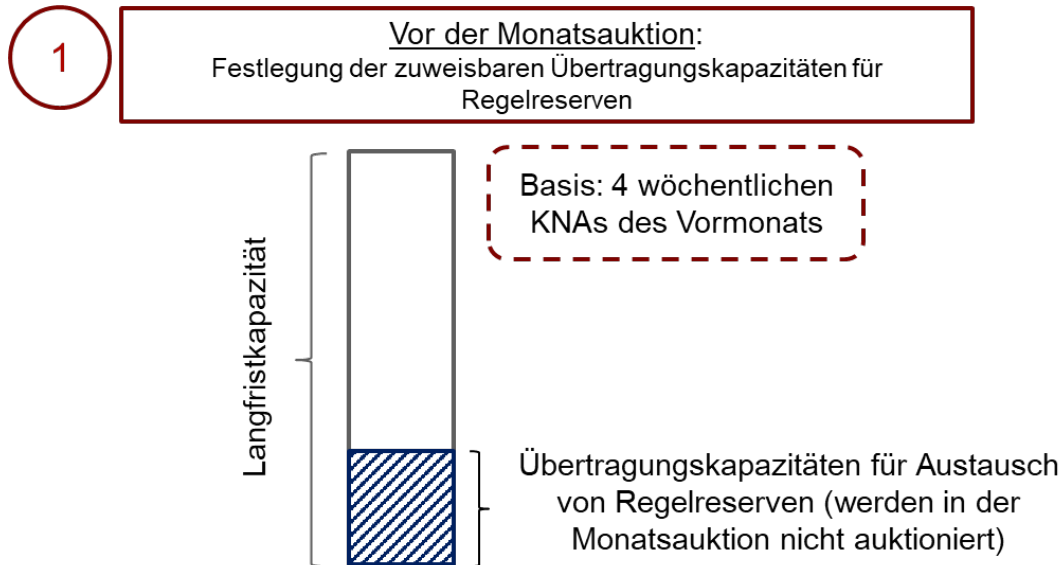 1
Vor der Monatsauktion:
Festlegung der zuweisbaren Übertragungskapazitäten für
Regelreserven
Basis: 4 wöchentlichen
KNAs des Vormonats
Langfristkapazität
Übertragungskapazitäten für Austausch
von Regelreserven (werden in der
Monatsauktion nicht auktioniert)